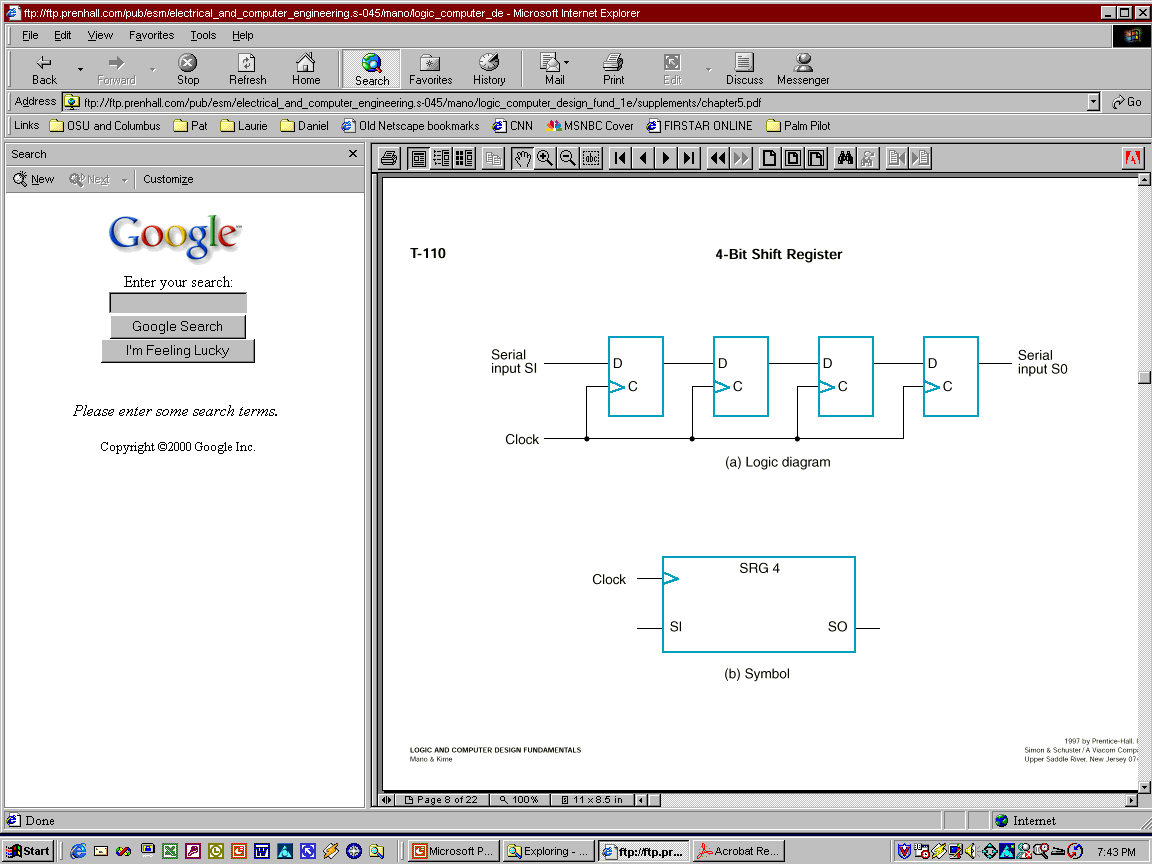 ftp://ftp.prenhall.com/pub/esm/electrical_and_computer_engineering.s-045/mano/logic_computer_de - Microsoft Internet Explorer
File Edit View Favorites Tools Help
Back Forward Stop Refresh Home Search Favorites History Mail Print Edit Discuss Messenger
Address ftp://ftp.prenhall.com/pub/esm/electrical_and_computer_engineering.s-045/mano/logic_computer_design_fund_1e/supplements/chapter5.pdf Go
Links OSU and Columbus Pat Laurie Daniel Old Netscape bookmarks CNN MSNBC Cover FIRSTAR ONLINE Palm Pilot
Search
New Next Customize
Google
Enter your search:
Google Search
I'm Feeling Lucky
Please enter some search terms.
Copyright ©2000 Google Inc.
T-110 4-Bit Shift Register
Serial
input SI
D D D D
C C C C
Serial
input S0
Clock
(a) Logic diagram
SRG 4
Clock
SI SO
(b) Symbol
LOGIC AND COMPUTER DESIGN FUNDAMENTALS
Mano & Kime
1997 by Prentice-Hall,
Simon & Schuster / A Viacom Comp
Upper Saddle River, New Jersey 07
Page 8 of 22 100% 11 x 8.5 in
Done Internet
Start Microsoft P... Exploring - ... ftp://ftp.pr... Acrobat Re... 7:43 PM